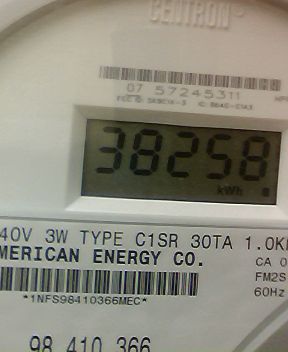 CENTRON®
07 57245311
38258
kWh
40V 3W TYPE C1SR 30TA 1.0K
MERICAN ENERGY CO.
CA 0
FM2S
*1NFS98410366MEC*
60Hz
98 410 366